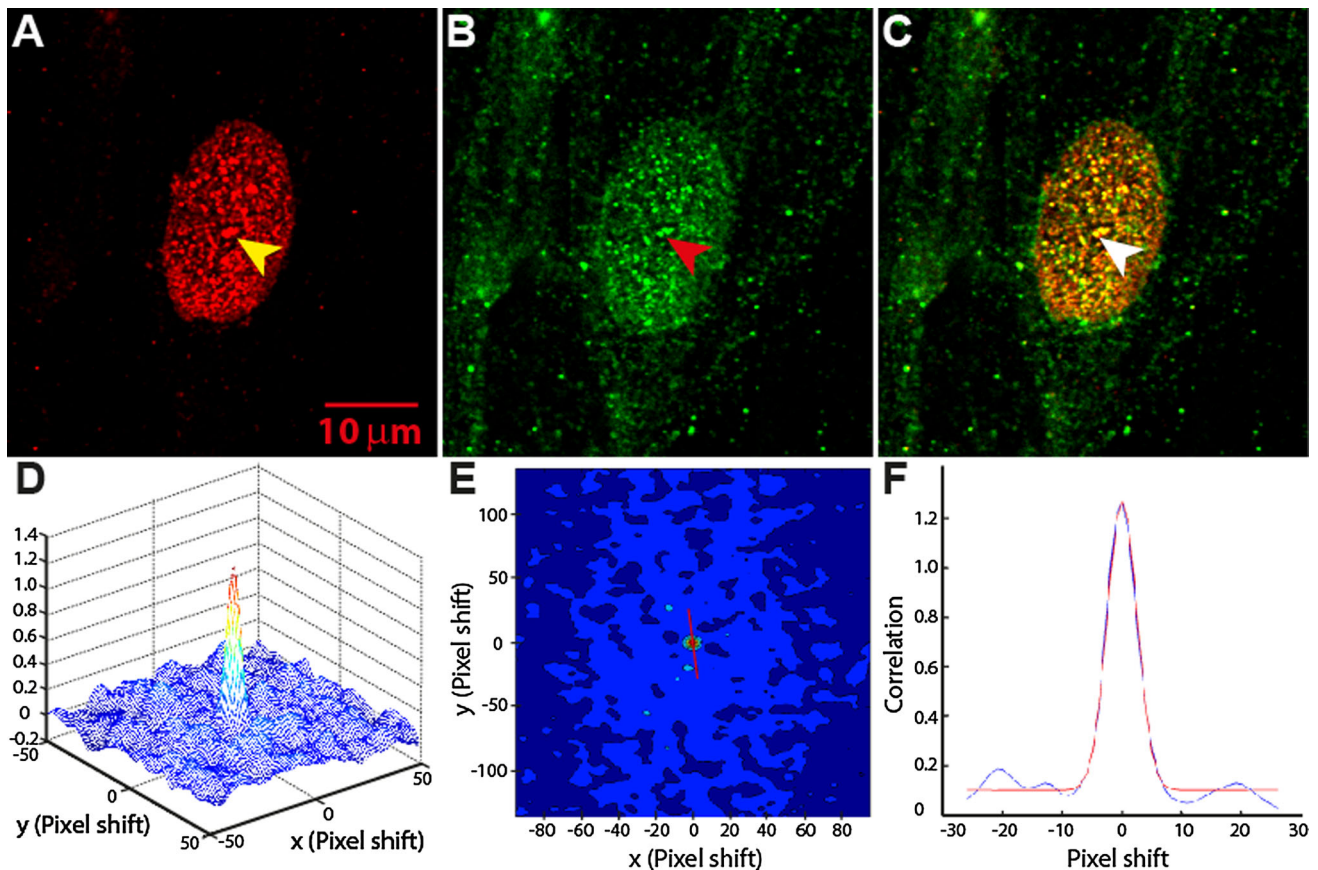 A
B
C
10 μm
D
1.4
1.2
1.0
0.8
0.6
0.4
0.2
0
-0.2
-50
0
50
y (Pixel shift)
-50
0
50
x (Pixel shift)
E
100
50
0
-50
-100
y (Pixel shift)
-80 -60 -40 -20 0 20 40 60 80
x (Pixel shift)
F
1.2
1.0
0.8
1.6
0.4
0.2
0
Correlation
-30 -20 -10 0 10 20 30
Pixel shift